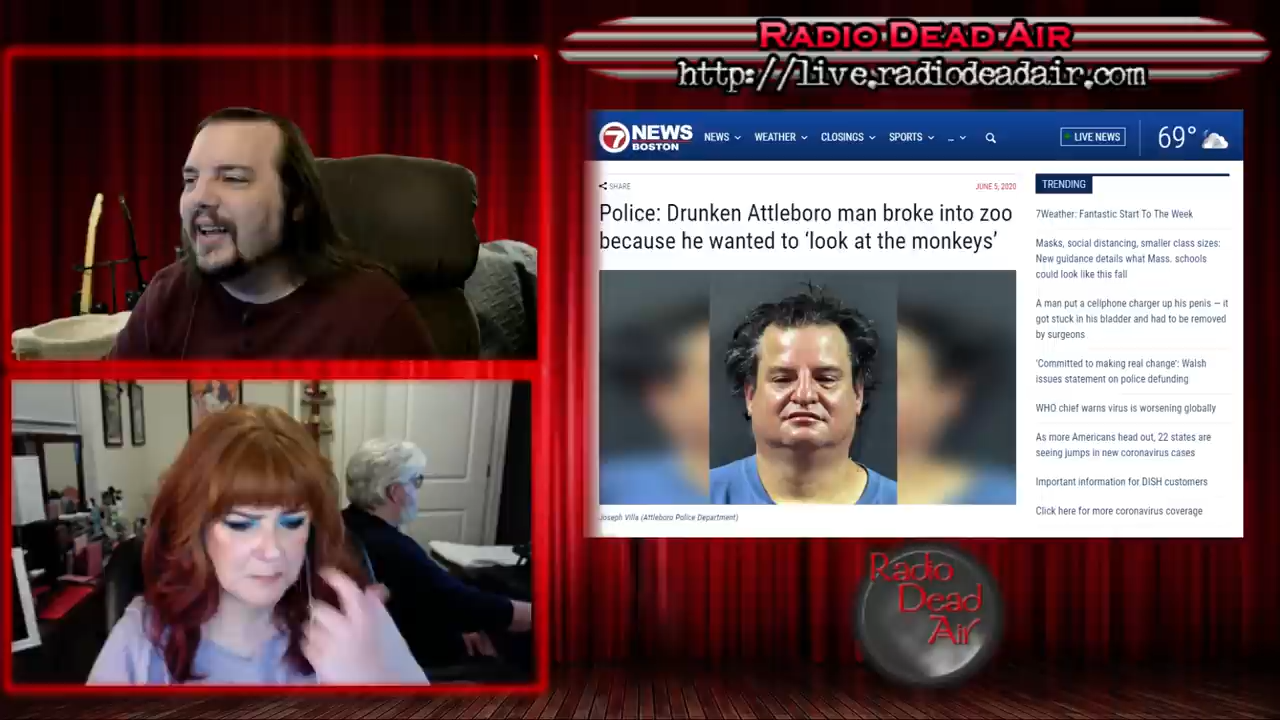 RADIO DEAD AIR
http://live.radiodeadair.com
7 NEWS BOSTON
NEWS
WEATHER
CLOSINGS
SPORTS
...
LIVE NEWS
69°
SHARE
JUNE 5, 2020
Police: Drunken Attleboro man broke into zoo
because he wanted to ‘look at the monkeys’
Joseph Villa (Attleboro Police Department)
TRENDING
7Weather: Fantastic Start To The Week
Masks, social distancing, smaller class sizes:
New guidance details what Mass. schools
could look like this fall
A man put a cellphone charger up his penis — it
got stuck in his bladder and had to be removed
by surgeons
'Committed to making real change': Walsh
issues statement on police defunding
WHO chief warns virus is worsening globally
As more Americans head out, 22 states are
seeing jumps in new coronavirus cases
Important information for DISH customers
Click here for more coronavirus coverage
Radio
Dead
Air